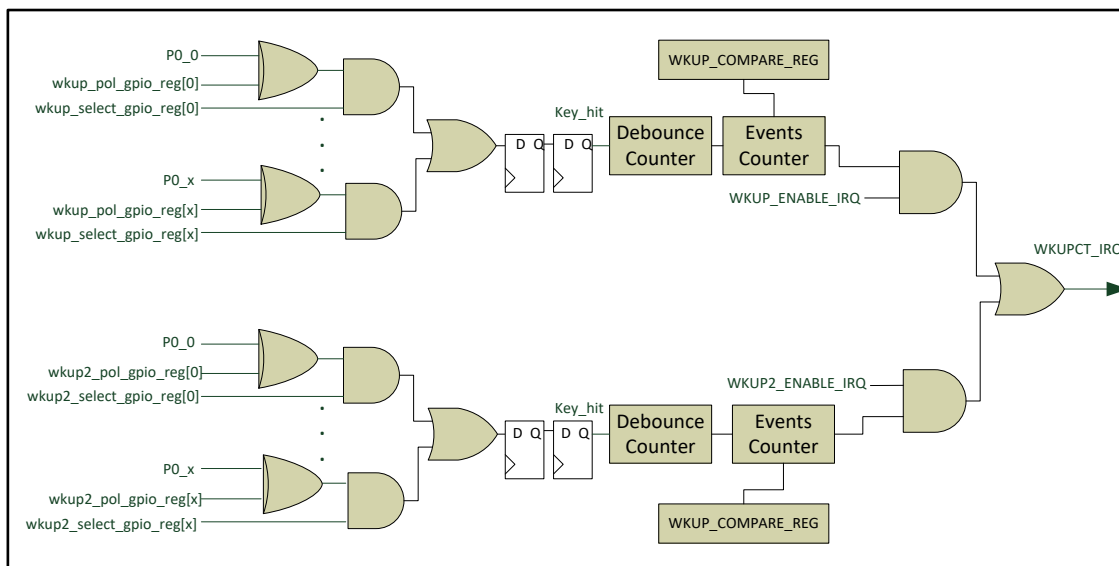 P0_0
wkup_pol_gpio_reg[0]
wkup_select_gpio_reg[0]
P0_x
wkup_pol_gpio_reg[x]
wkup_select_gpio_reg[x]
D Q
D Q
Key_hit
Debounce
Counter
WKUP_COMPARE_REG
Events
Counter
WKUP_ENABLE_IRQ
WKUPCT_IRQ
P0_0
wkup2_pol_gpio_reg[0]
wkup2_select_gpio_reg[0]
P0_x
wkup2_pol_gpio_reg[x]
wkup2_select_gpio_reg[x]
D Q
D Q
Key_hit
Debounce
Counter
WKUP2_ENABLE_IRQ
Events
Counter
WKUP_COMPARE_REG